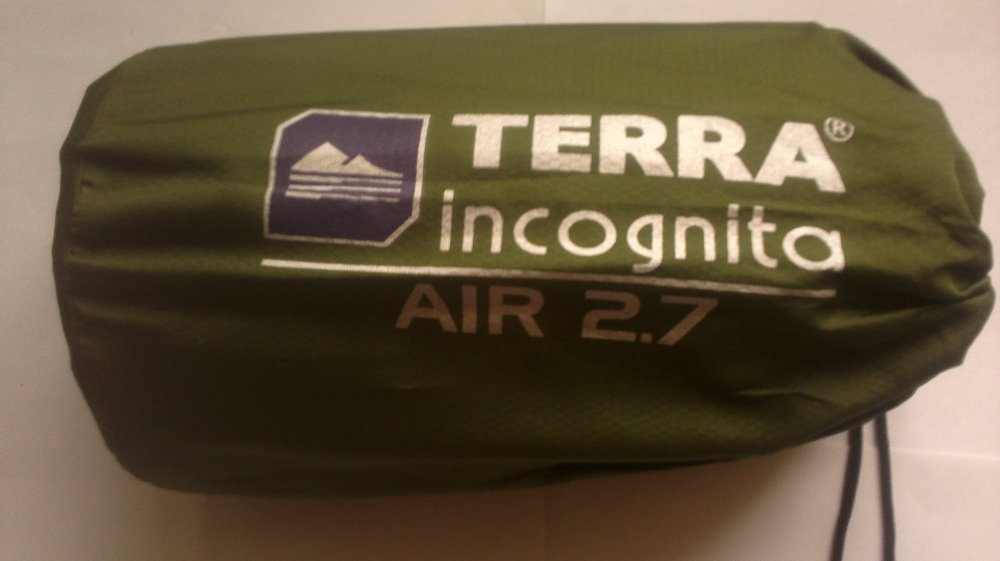 TERRA®
incognita
AIR 2.7